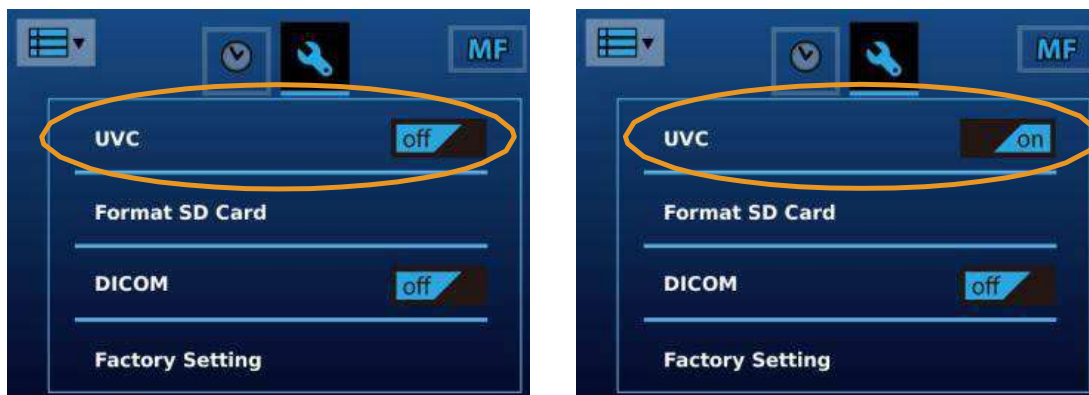 MF
UVC off
Format SD Card
DICOM off
Factory Setting
MF
UVC on
Format SD Card
DICOM off
Factory Setting